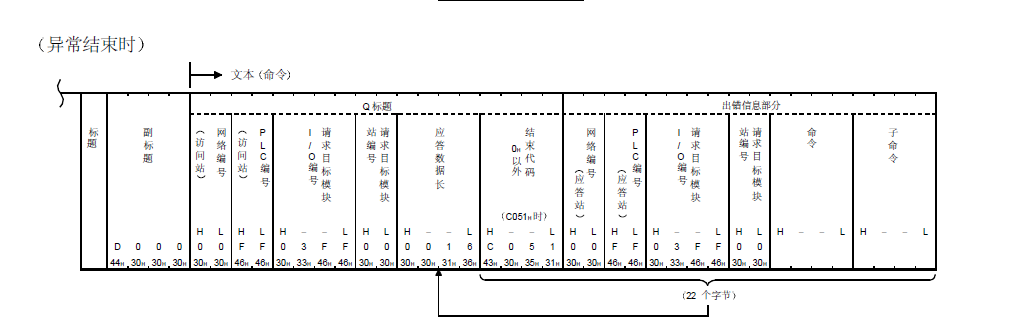 （异常结束时）
文本（命令）
Q 标题 出错信息部分
标题
副标题
网络编号（访问站）
PLC编号（访问站）
请求目标模块I/O编号
请求目标模块站编号
应答数据长
结束代码
0H以外
（C051H时）
网络编号（应答站）
PLC编号（应答站）
请求目标模块I/O编号
请求目标模块站编号
命令
子命令
H L H L H – – L H L H – – L H – – L H L H L H – – L H L H – – L H – – L
D 0 0 0 0 0 F F 0 3 F F 0 0 0 0 1 6 C 0 5 1 0 0 F F 0 3 F F 0 0
44H 30H 30H 30H 30H 30H 46H 46H 30H 33H 46H 46H 30H 30H 30H 30H 31H 36H 43H 30H 35H 31H 30H 30H 46H 46H 30H 33H 46H 46H 30H 30H
（22 个字节）